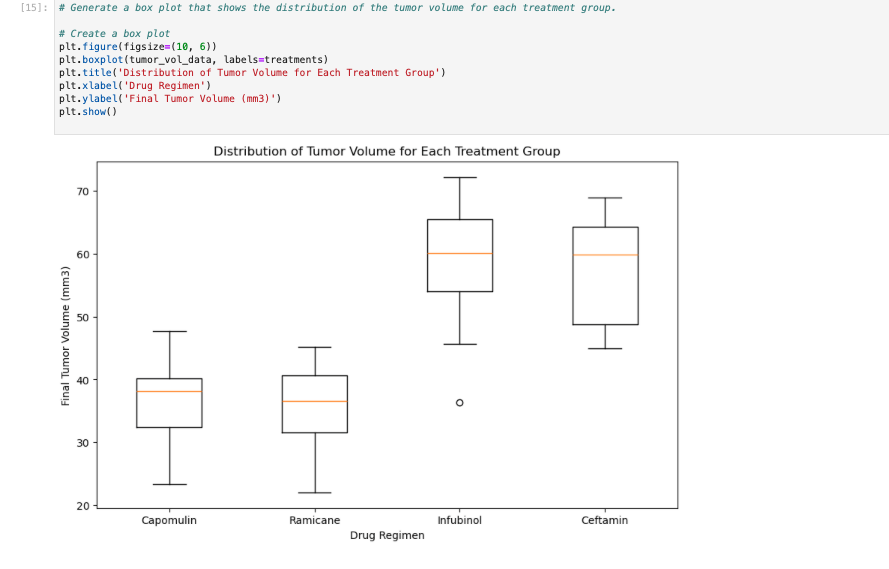 [15]: # Generate a box plot that shows the distribution of the tumor volume for each treatment group.
# Create a box plot
plt.figure(figsize=(10, 6))
plt.boxplot(tumor_vol_data, labels=treatments)
plt.title('Distribution of Tumor Volume for Each Treatment Group')
plt.xlabel('Drug Regimen')
plt.ylabel('Final Tumor Volume (mm3)')
plt.show()
Distribution of Tumor Volume for Each Treatment Group
Final Tumor Volume (mm3)
70
60
50
40
30
20
Capomulin Ramicane Infubinol Ceftamin
Drug Regimen